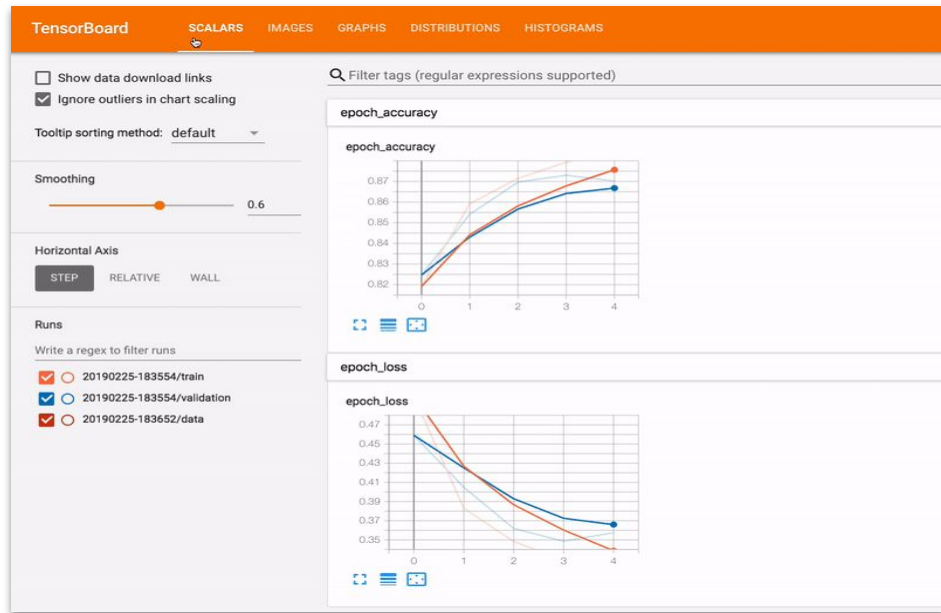 TensorBoard SCALARS IMAGES GRAPHS DISTRIBUTIONS HISTOGRAMS
Show data download links
Ignore outliers in chart scaling
Tooltip sorting method: default
Smoothing
0.6
Horizontal Axis
STEP RELATIVE WALL
Runs
Write a regex to filter runs
20190225-183554/train
20190225-183554/validation
20190225-183652/data
Filter tags (regular expressions supported)
epoch_accuracy
epoch_accuracy
0.87
0.86
0.85
0.84
0.83
0.82
0 1 2 3 4
epoch_loss
epoch_loss
0.47
0.45
0.43
0.41
0.39
0.37
0.35
0 1 2 3 4